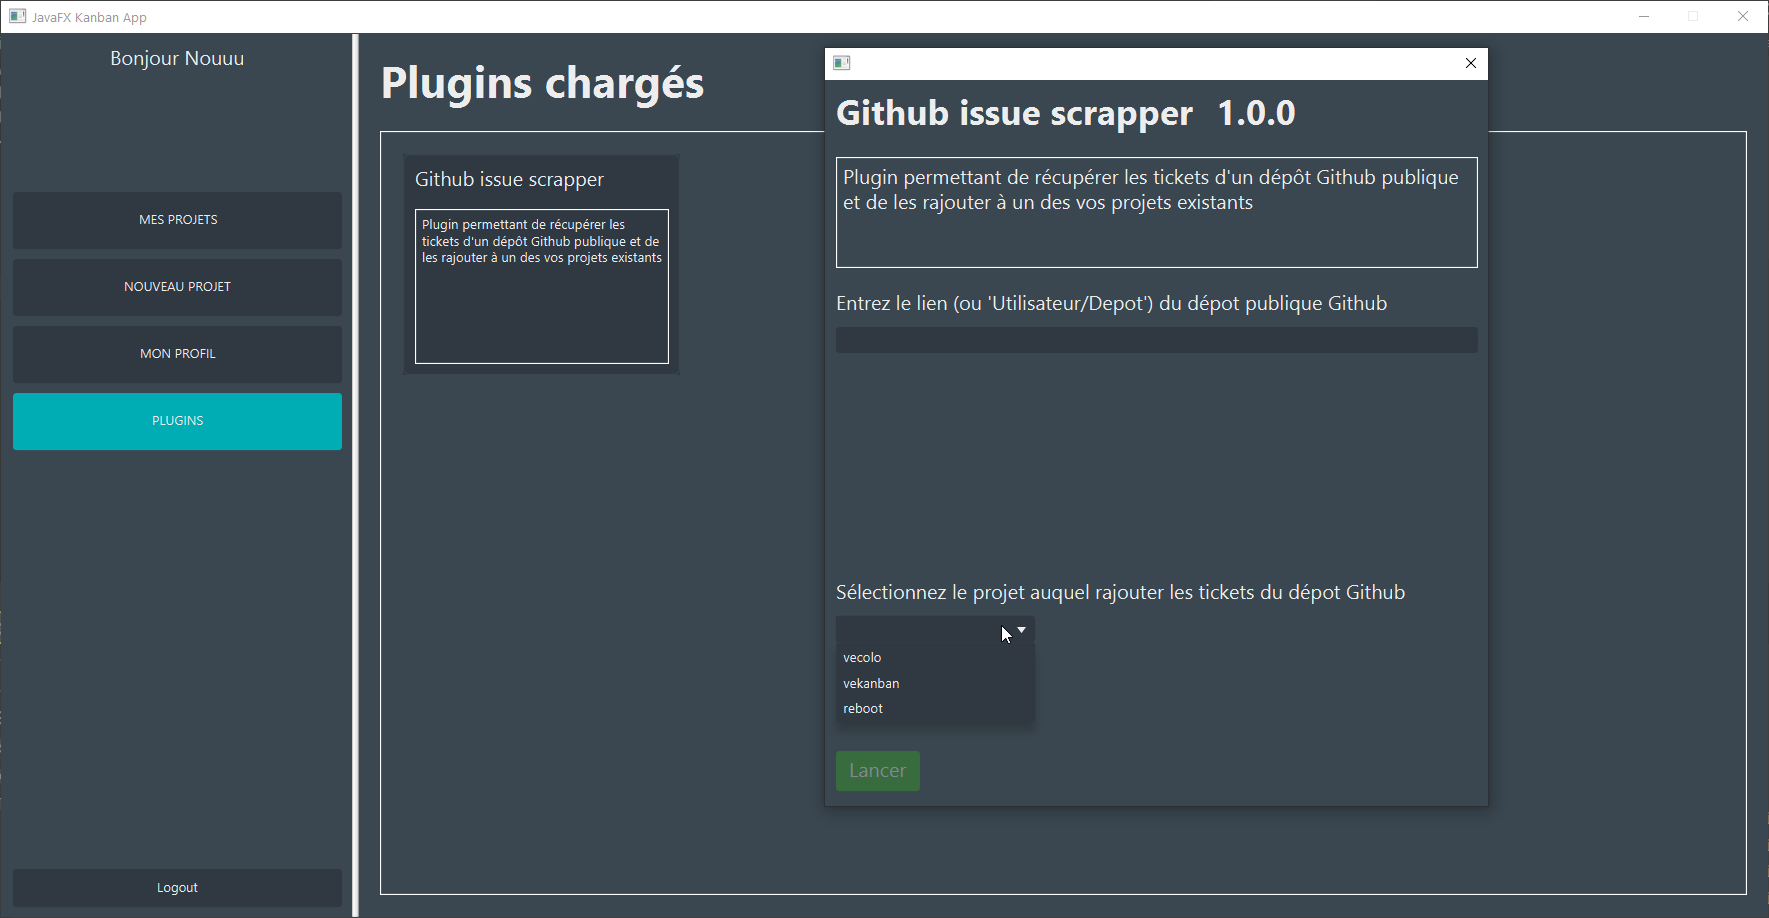 JavaFX Kanban App
Bonjour Nouuu
MES PROJETS
NOUVEAU PROJET
MON PROFIL
PLUGINS
Logout
Plugins chargés
Github issue scrapper
Plugin permettant de récupérer les
tickets d'un dépôt Github publique et de
les rajouter à un des vos projets existants
Github issue scrapper 1.0.0
Plugin permettant de récupérer les tickets d'un dépôt Github publique
et de les rajouter à un des vos projets existants
Entrez le lien (ou 'Utilisateur/Depot') du dépot publique Github
Sélectionnez le projet auquel rajouter les tickets du dépot Github
vecolo
vekanban
reboot
Lancer